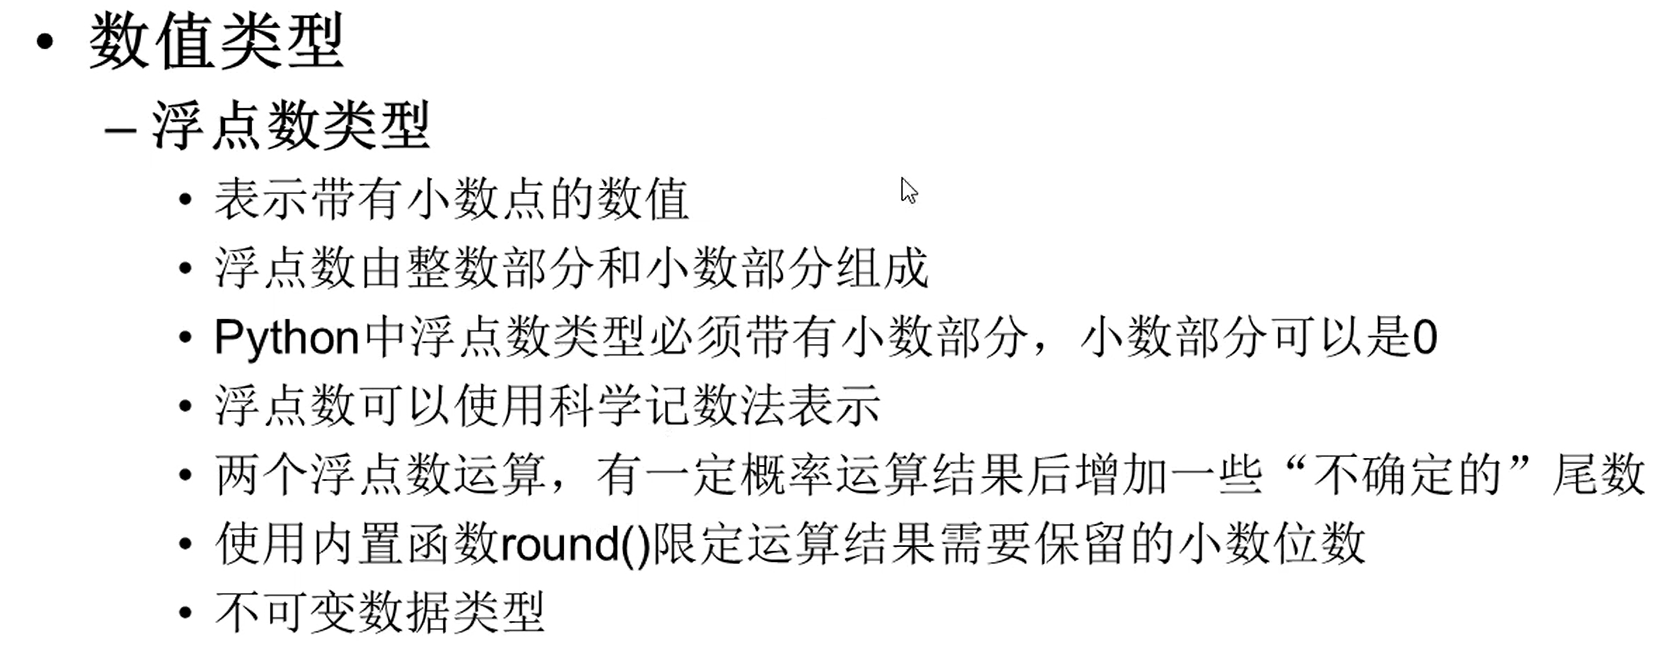 • 数值类型
– 浮点数类型
• 表示带有小数点的数值
• 浮点数由整数部分和小数部分组成
• Python中浮点数类型必须带有小数部分，小数部分可以是0
• 浮点数可以使用科学记数法表示
• 两个浮点数运算，有一定概率运算结果后增加一些“不确定的”尾数
• 使用内置函数round()限定运算结果需要保留的小数位数
• 不可变数据类型